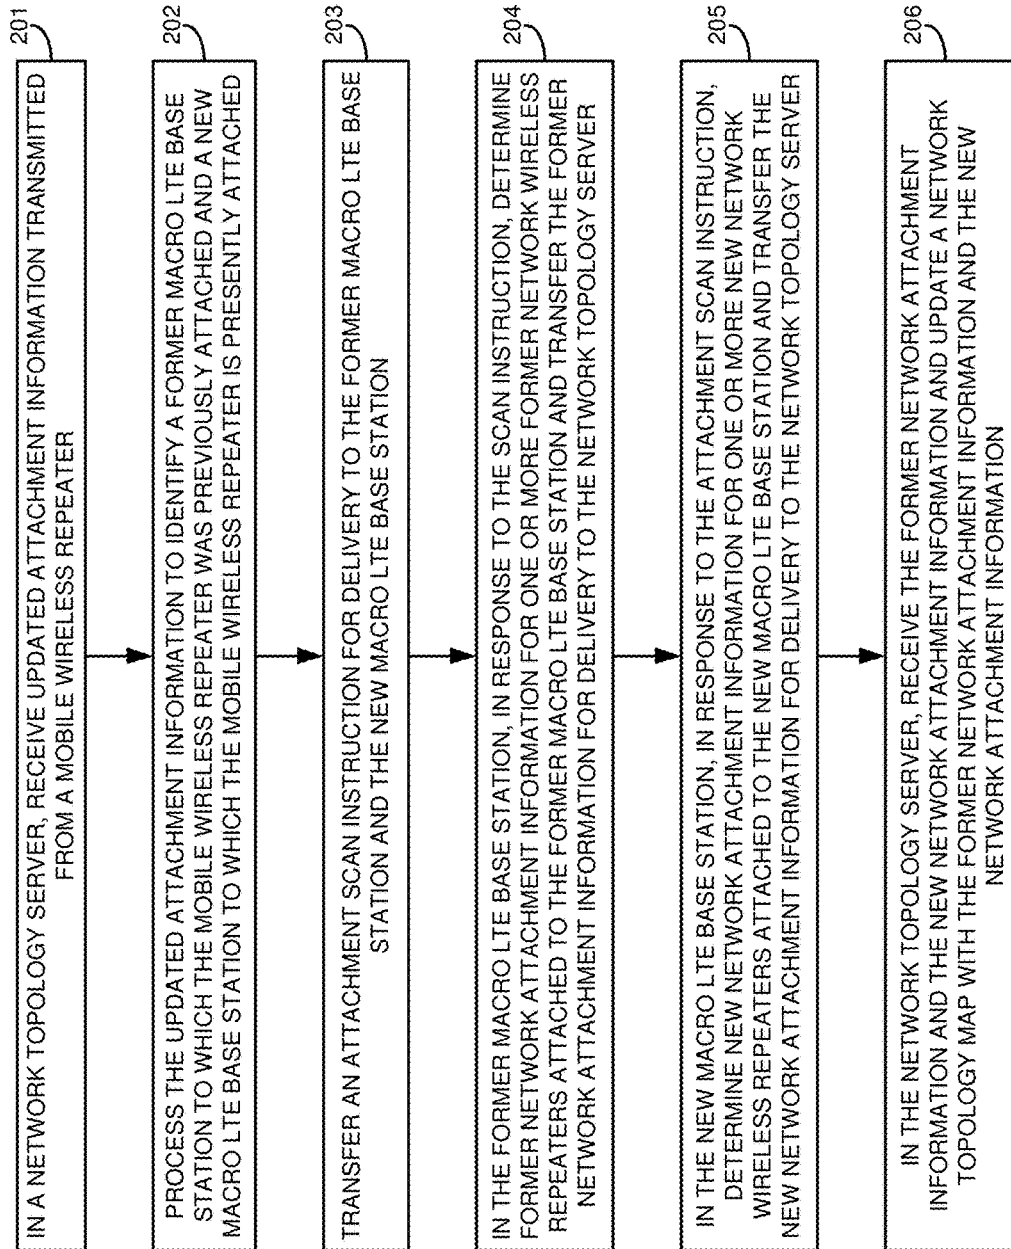 201
IN A NETWORK TOPOLOGY SERVER, RECEIVE UPDATED ATTACHMENT INFORMATION TRANSMITTED
FROM A MOBILE WIRELESS REPEATER
202
PROCESS THE UPDATED ATTACHMENT INFORMATION TO IDENTIFY A FORMER MACRO LTE BASE
STATION TO WHICH THE MOBILE WIRELESS REPEATER WAS PREVIOUSLY ATTACHED AND A NEW
MACRO LTE BASE STATION TO WHICH THE MOBILE WIRELESS REPEATER IS PRESENTLY ATTACHED
203
TRANSFER AN ATTACHMENT SCAN INSTRUCTION FOR DELIVERY TO THE FORMER MACRO LTE BASE
STATION AND THE NEW MACRO LTE BASE STATION
204
IN THE FORMER MACRO LTE BASE STATION, IN RESPONSE TO THE SCAN INSTRUCTION, DETERMINE
FORMER NETWORK ATTACHMENT INFORMATION FOR ONE OR MORE FORMER NETWORK WIRELESS
REPEATERS ATTACHED TO THE FORMER MACRO LTE BASE STATION AND TRANSFER THE FORMER
NETWORK ATTACHMENT INFORMATION FOR DELIVERY TO THE NETWORK TOPOLOGY SERVER
205
IN THE NEW MACRO LTE BASE STATION, IN RESPONSE TO THE ATTACHMENT SCAN INSTRUCTION,
DETERMINE NEW NETWORK ATTACHMENT INFORMATION FOR ONE OR MORE NEW NETWORK
WIRELESS REPEATERS ATTACHED TO THE NEW MACRO LTE BASE STATION AND TRANSFER THE
NEW NETWORK ATTACHMENT INFORMATION FOR DELIVERY TO THE NETWORK TOPOLOGY SERVER
206
IN THE NETWORK TOPOLOGY SERVER, RECEIVE THE FORMER NETWORK ATTACHMENT
INFORMATION AND THE NEW NETWORK ATTACHMENT INFORMATION AND UPDATE A NETWORK
TOPOLOGY MAP WITH THE FORMER NETWORK ATTACHMENT INFORMATION AND THE NEW
NETWORK ATTACHMENT INFORMATION